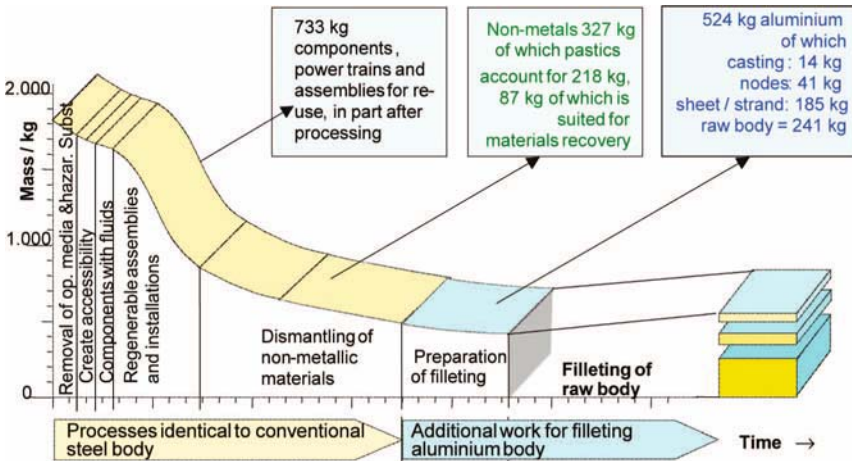 733 kg
components ,
power trains and
assemblies for re-
use, in part after
processing
Non-metals 327 kg
of which pastics
account for 218 kg,
87 kg of which is
suited for
materials recovery
524 kg aluminium
of which
casting : 14 kg
nodes: 41 kg
sheet / strand: 185 kg
raw body = 241 kg
Mass / kg
2.000
1.000
0
Removal of op. media &hazar. Subst
Create accessibility
Components with fluids
Regenerable assemblies
and installations
Dismantling of
non-metallic
materials
Preparation
of filleting
Filleting of
raw body
Processes identical to conventional
steel body
Additional work for filleting
aluminium body
Time →